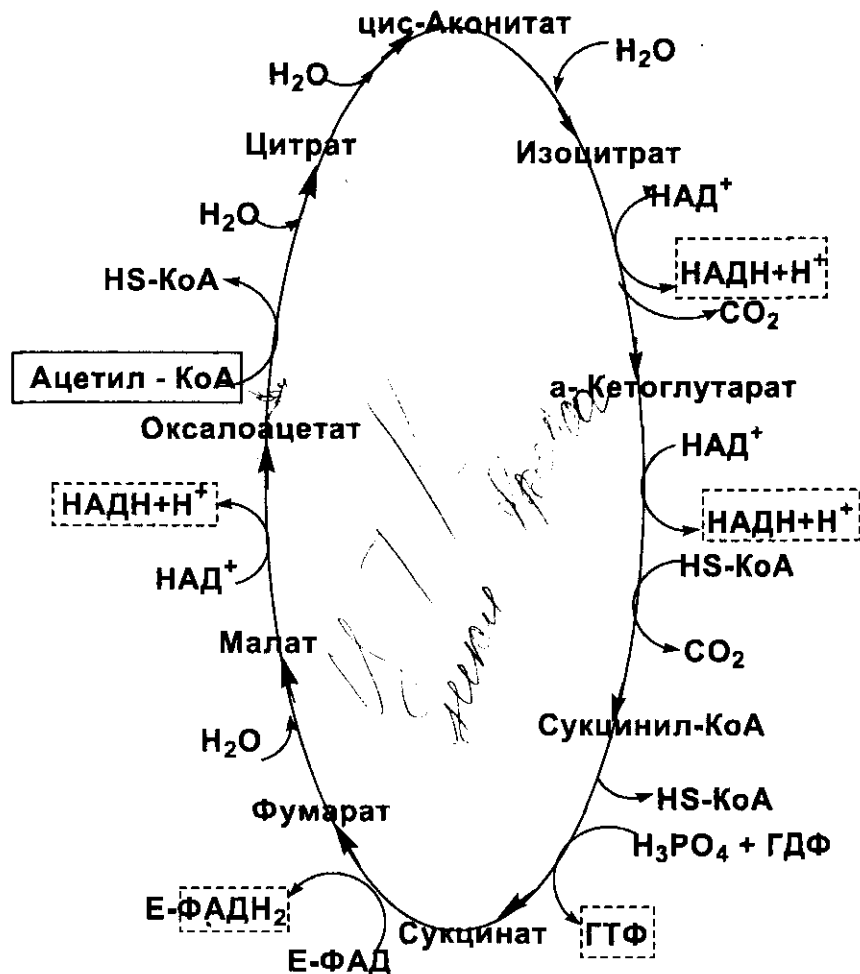 цис-Аконитат
H₂O
H₂O
Цитрат
Изоцитрат
НАД⁺
H₂O
НАДН+Н⁺
HS-КоА
CO₂
Ацетил - КоА
а- Кетоглутарат
Оксалоацетат
НАД⁺
НАДН+Н⁺
НАДН+Н⁺
HS-КоА
НАД⁺
Малат
CO₂
Сукцинил-КоА
H₂O
HS-КоА
Фумарат
H₃PO₄ + ГДФ
Е-ФАДН₂
Сукцинат
ГТФ
Е-ФАД